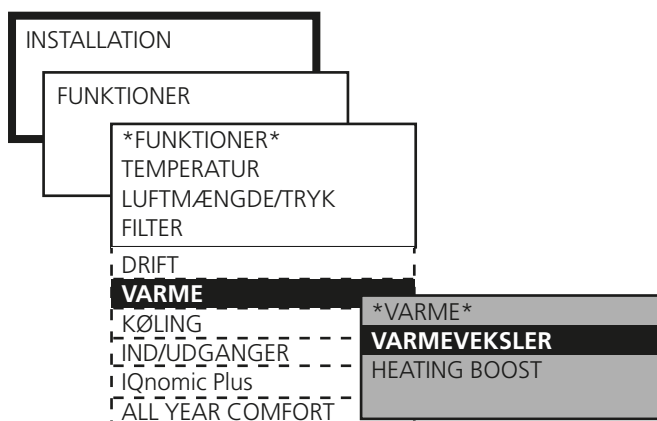 INSTALLATION
FUNKTIONER
*FUNKTIONER*
TEMPERATUR
LUFTMÆNGDE/TRYK
FILTER
DRIFT
VARME
KØLING
IND/UDGANGER
IQnomic Plus
ALL YEAR COMFORT
*VARME*
VARMEVEKSLER
HEATING BOOST